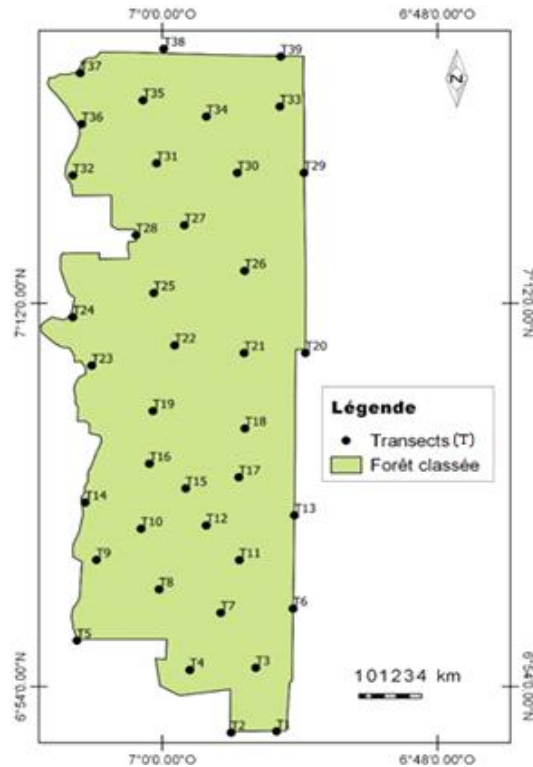 7°0'0.00"O 6°48'0.00"O
T38
T39
T37
T35
T33
T34
T36
T31
T30
T29
T32
T27
T28
T26
T25
7°12'0.00"N
7°12'0.00"N
T24
T22
T21
T20
T23
T19
T18
T16
T17
T15
T14
T13
T12
T10
T9
T11
T8
T6
T7
T5
T4
T3
T2
T1
Légende
Transects (T)
Forêt classée
N
101234 km
6°54'0.00"N
6°54'0.00"N
7°0'0.00"O 6°48'0.00"O